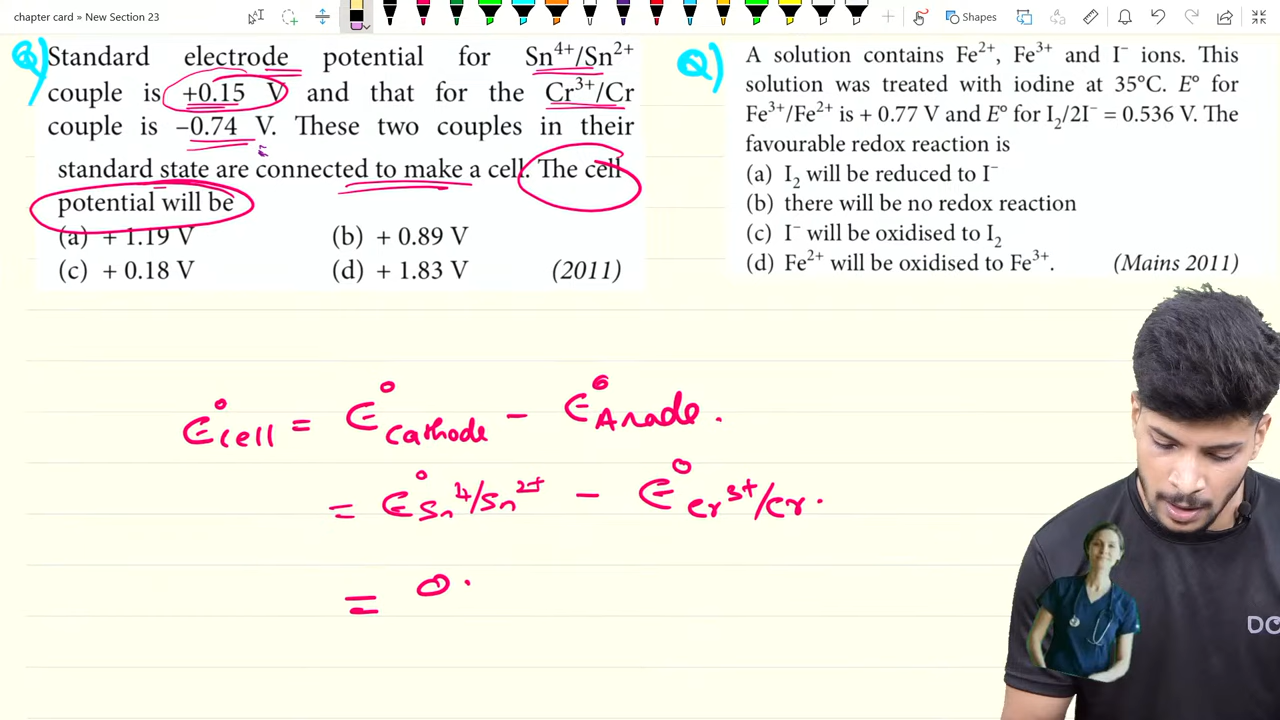 chapter card » New Section 23
Shapes
Q) Standard electrode potential for Sn⁴⁺/Sn²⁺
couple is +0.15 V and that for the Cr³⁺/Cr
couple is −0.74 V. These two couples in their
standard state are connected to make a cell. The cell
potential will be
(a) + 1.19 V (b) + 0.89 V
(c) + 0.18 V (d) + 1.83 V (2011)
Q) A solution contains Fe²⁺, Fe³⁺ and I⁻ ions. This
solution was treated with iodine at 35°C. E° for
Fe³⁺/Fe²⁺ is + 0.77 V and E° for I₂/2I⁻ = 0.536 V. The
favourable redox reaction is
(a) I₂ will be reduced to I⁻
(b) there will be no redox reaction
(c) I⁻ will be oxidised to I₂
(d) Fe²⁺ will be oxidised to Fe³⁺. (Mains 2011)
E°cell = E°Cathode − E°Anode.
= E°Sn⁴/Sn²⁺ − E°Cr³⁺/Cr.
= 0.